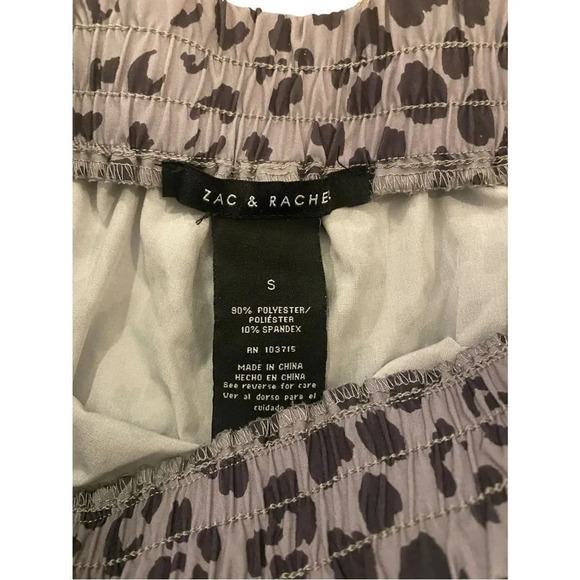 ZAC & RACHEL
S
90% POLYESTER/
POLIÉSTER
10% SPANDEX
RN 103715
MADE IN CHINA
HECHO EN CHINA
See reverse for care
Ver al dorso para el
cuidado